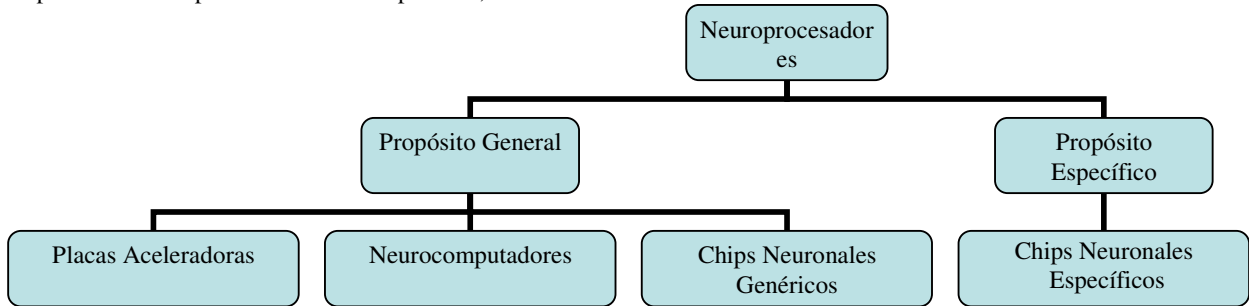 Neuroprocesador
es
Propósito General
Propósito
Específico
Placas Aceleradoras
Neurocomputadores
Chips Neuronales
Genéricos
Chips Neuronales
Específicos